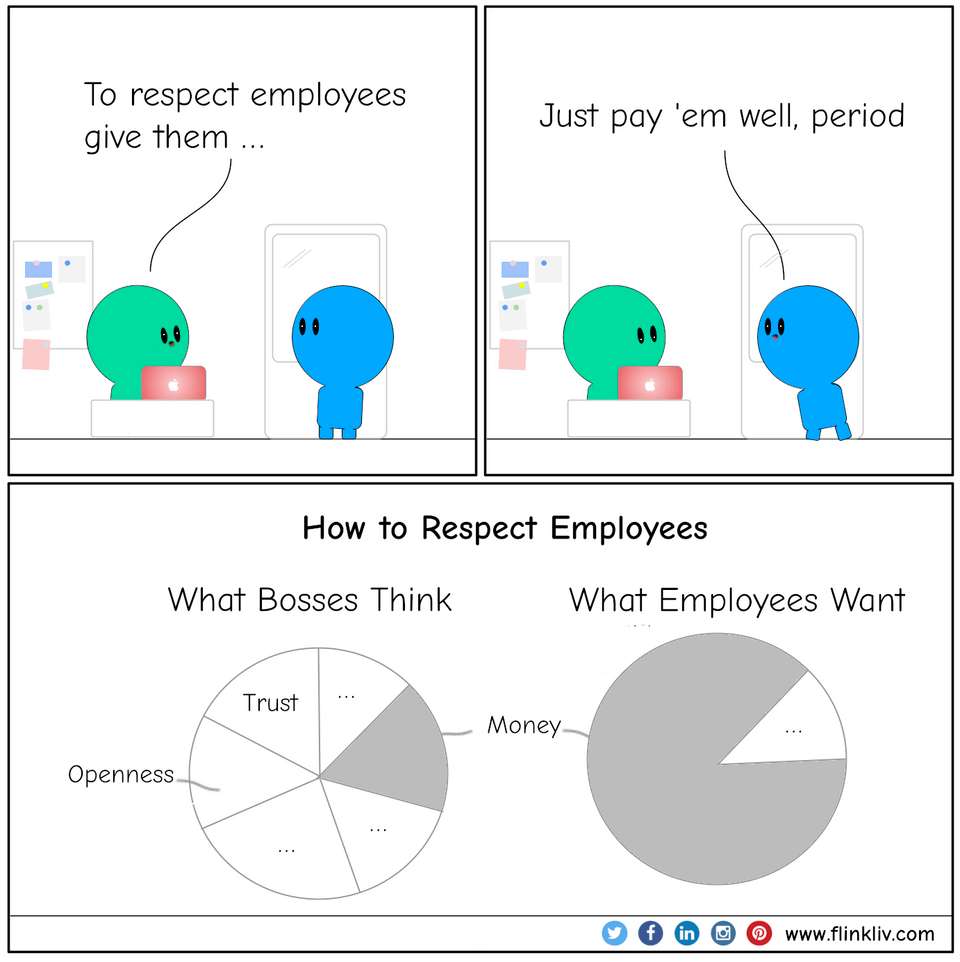 To respect employees
give them ...
Just pay 'em well, period
How to Respect Employees
What Bosses Think
What Employees Want
Trust
...
...
Money
Openness
...
...
www.flinkliv.com